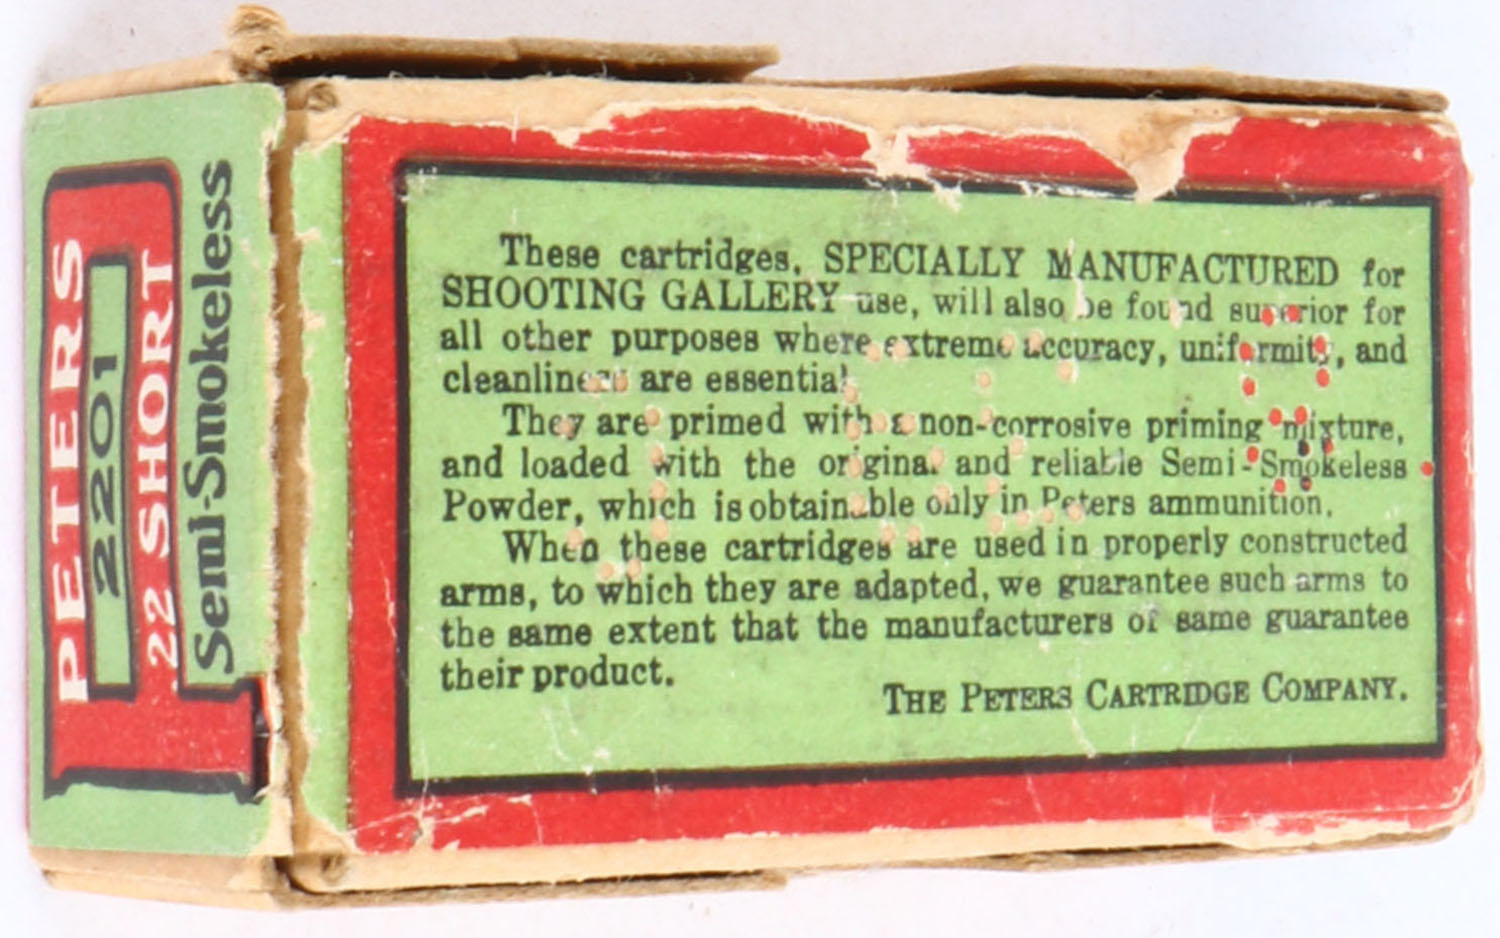 PETERS
2201
22 SHORT
Semi-Smokeless
These cartridges, SPECIALLY MANUFACTURED for
SHOOTING GALLERY use, will also be found superior for
all other purposes where extreme accuracy, uniformity, and
cleanliness are essential.
They are primed with a non-corrosive priming mixture,
and loaded with the original and reliable Semi-Smokeless
Powder, which is obtainable only in Peters ammunition.
When these cartridges are used in properly constructed
arms, to which they are adapted, we guarantee such arms to
the same extent that the manufacturers of same guarantee
their product.
THE PETERS CARTRIDGE COMPANY.